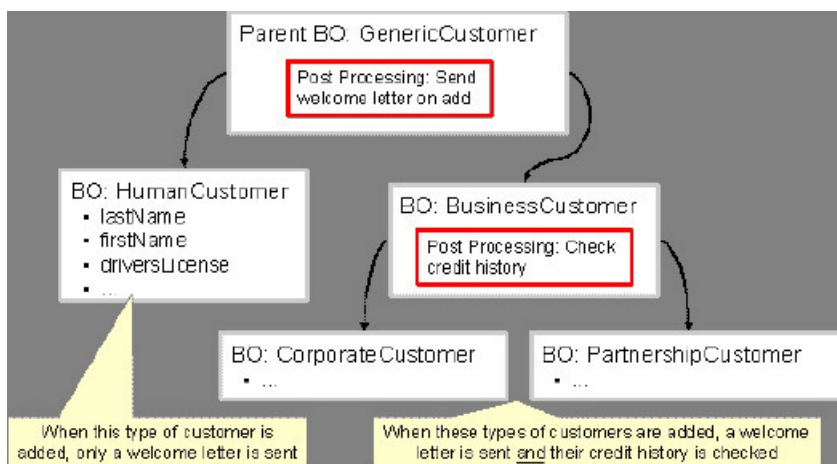 Parent BO: GenericCustomer
Post Processing: Send
welcome letter on add
BO: HumanCustomer
▪ lastName
▪ firstName
▪ driversLicense
▪ ...
BO: BusinessCustomer
Post Processing: Check
credit history
BO: CorporateCustomer
▪ ...
BO: PartnershipCustomer
▪ ...
When this type of customer is
added, only a welcome letter is sent
When these types of customers are added, a welcome
letter is sent and their credit history is checked